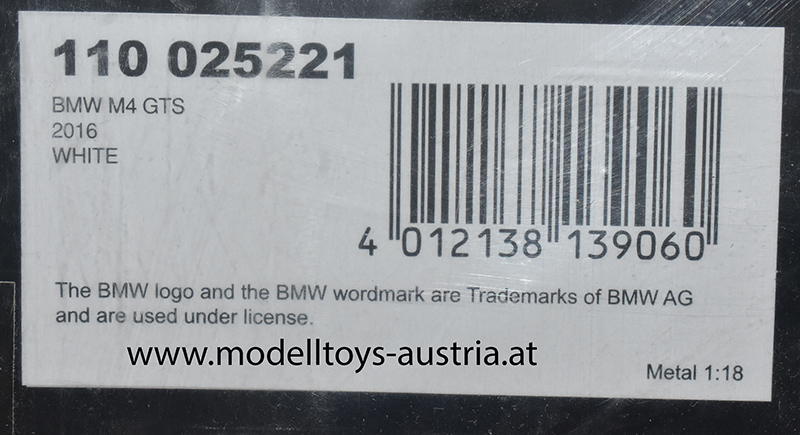 110 025221
BMW M4 GTS
2016
WHITE
4 012138 139060
The BMW logo and the BMW wordmark are Trademarks of BMW AG
and are used under license.
www.modelltoys-austria.at
Metal 1:18